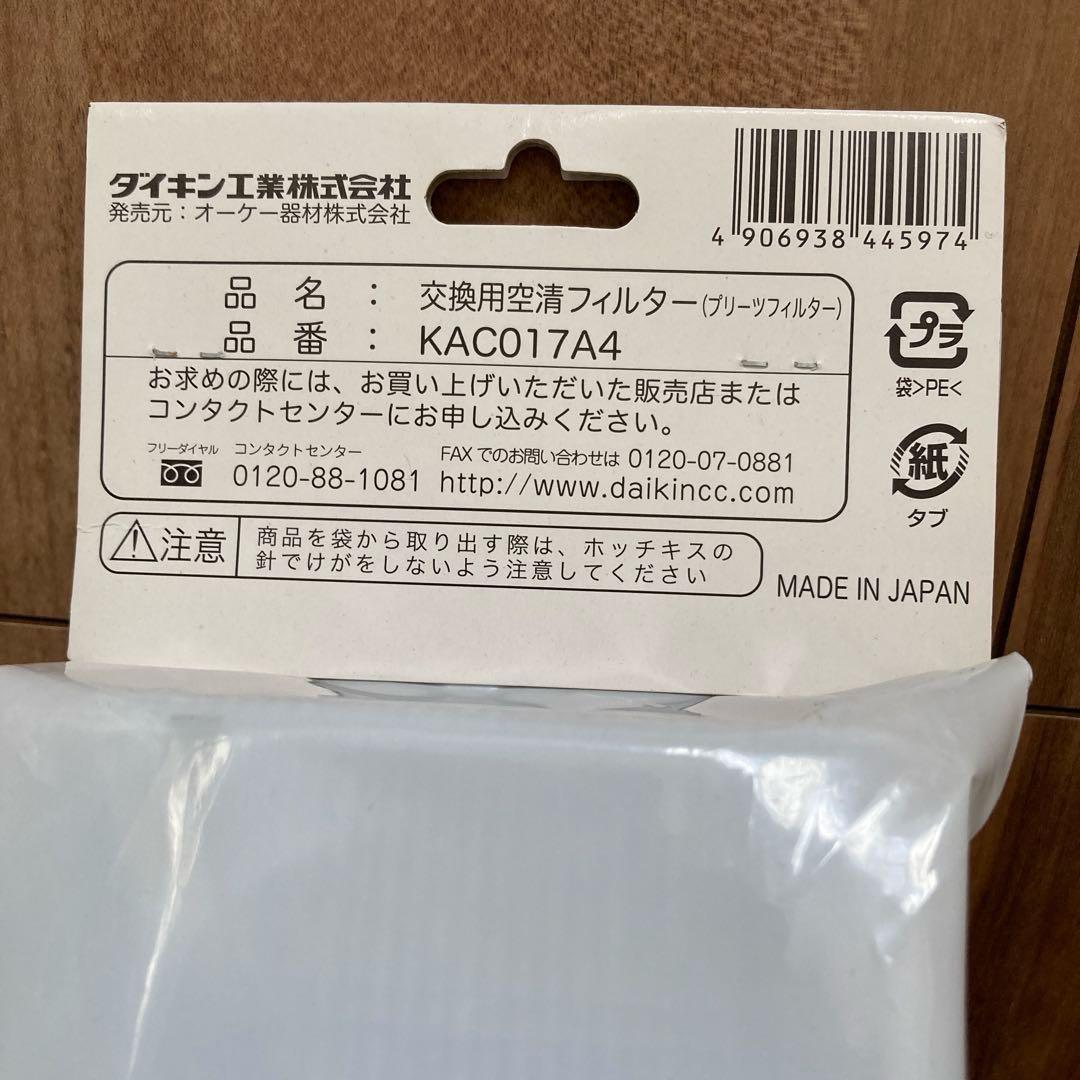 ダイキン工業株式会社
発売元：オーケー器材株式会社
4 906938 445974
品 名 ： 交換用空清フィルター(プリーツフィルター)
品 番 ： KAC017A4
お求めの際には、お買い上げいただいた販売店または
コンタクトセンターにお申し込みください。
フリーダイヤル コンタクトセンター
0120-88-1081
FAXでのお問い合わせは 0120-07-0881
http://www.daikincc.com
プラ
袋>PE<
紙
タブ
注意
商品を袋から取り出す際は、ホッチキスの
針でけがをしないよう注意してください
MADE IN JAPAN